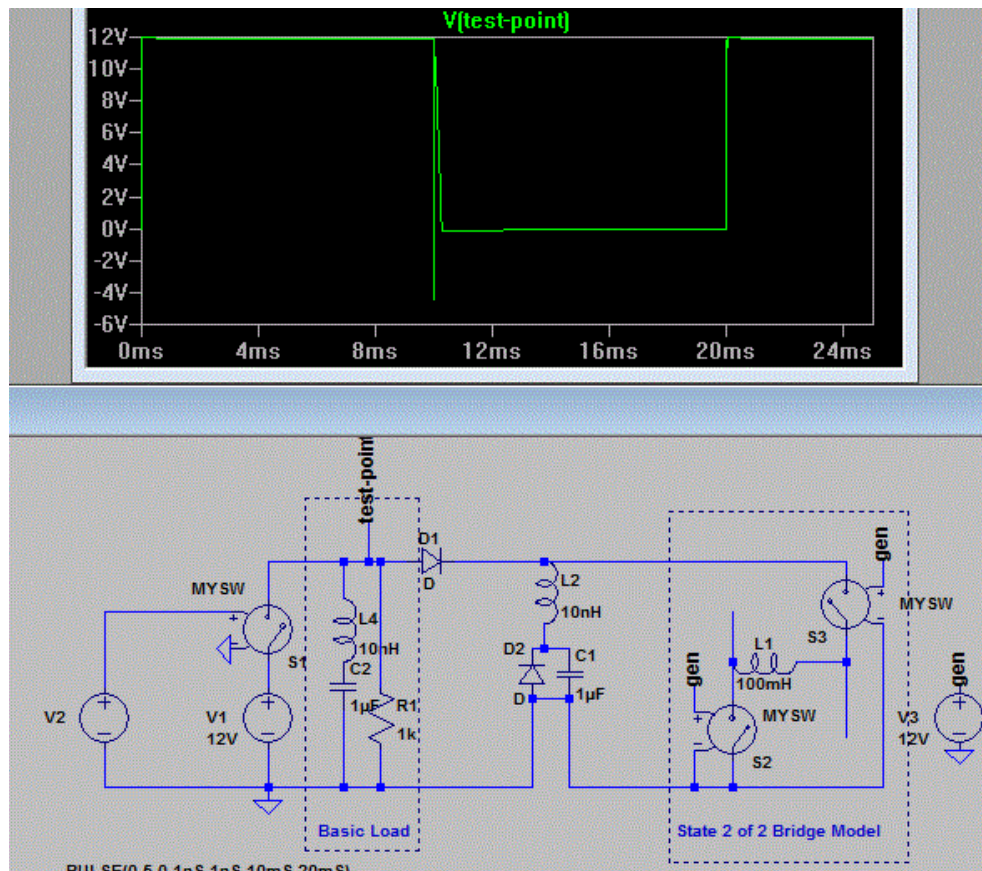 V(test-point)
12V
10V
8V
6V
4V
2V
0V
-2V
-4V
-6V
0ms 4ms 8ms 12ms 16ms 20ms 24ms
test-point
D1
D
gen
MYSW
L4
10nH
S1
L2
10nH
MYSW
S3
D2
C1
D
1µF
L1
100mH
gen
gen
C2
1µF
R1
1k
V2
V1
12V
MYSW
S2
V3
12V
Basic Load
State 2 of 2 Bridge Model